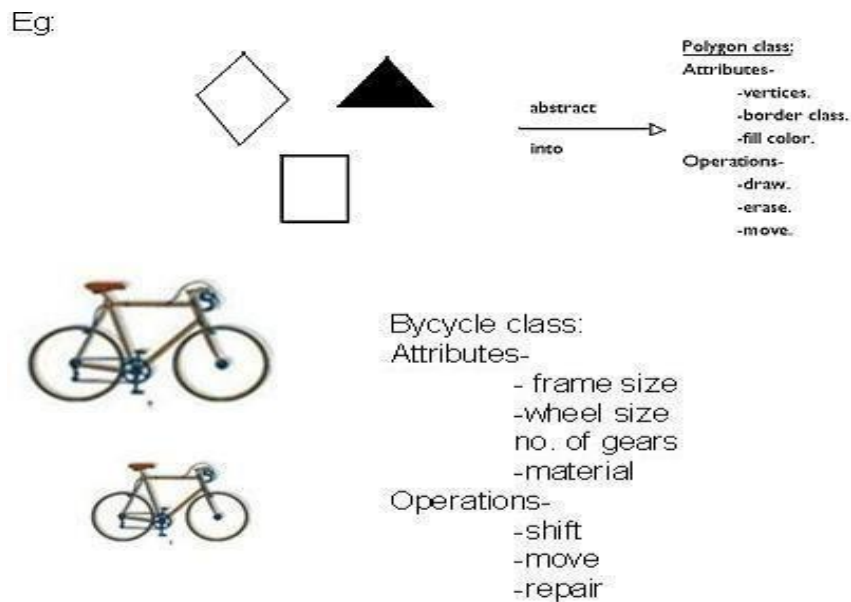 Eg:
Polygon class:
Attributes-
-vertices.
-border class.
-fill color.
Operations-
-draw.
-erase.
-move.
abstract
into
Bycycle class:
Attributes-
- frame size
-wheel size
no. of gears
-material
Operations-
-shift
-move
-repair